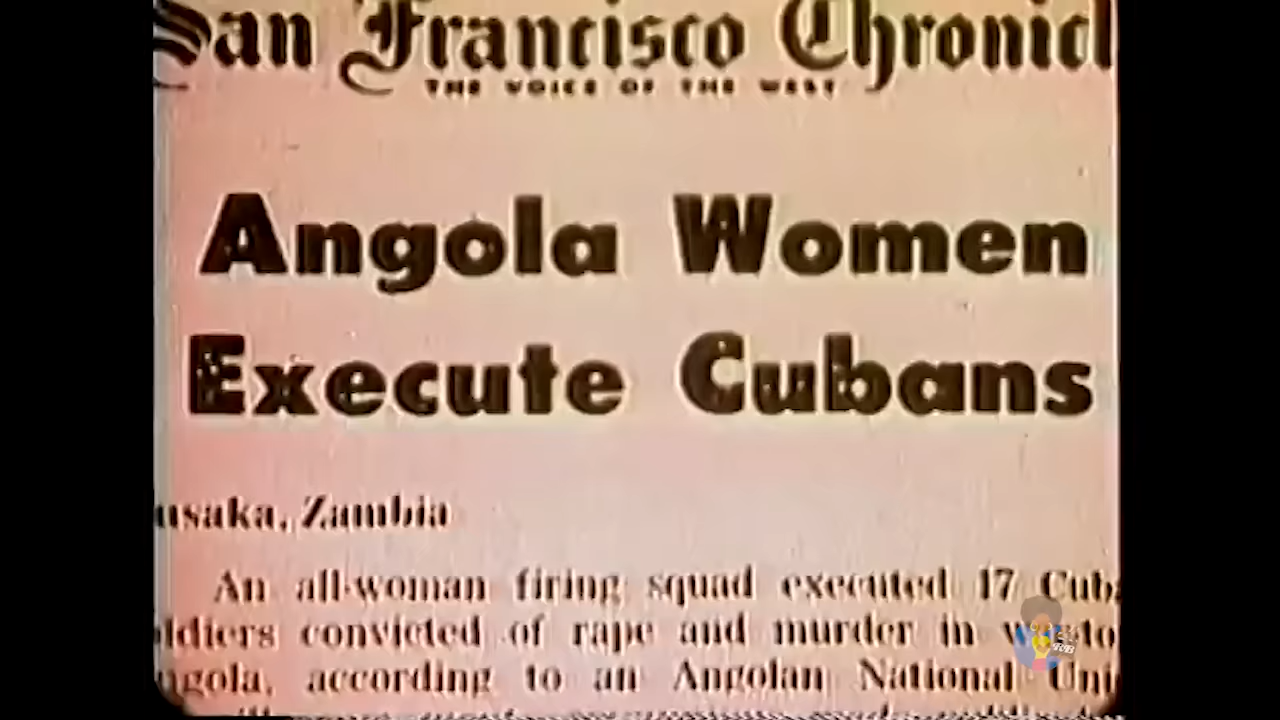 San Francisco Chronicl
THE VOICE OF THE WEST
Angola Women
Execute Cubans
usaka, Zambia
An all-woman firing squad executed 17 Cuba
ldiers convicted of rape and murder in
ngola, according to an Angolan National Uni